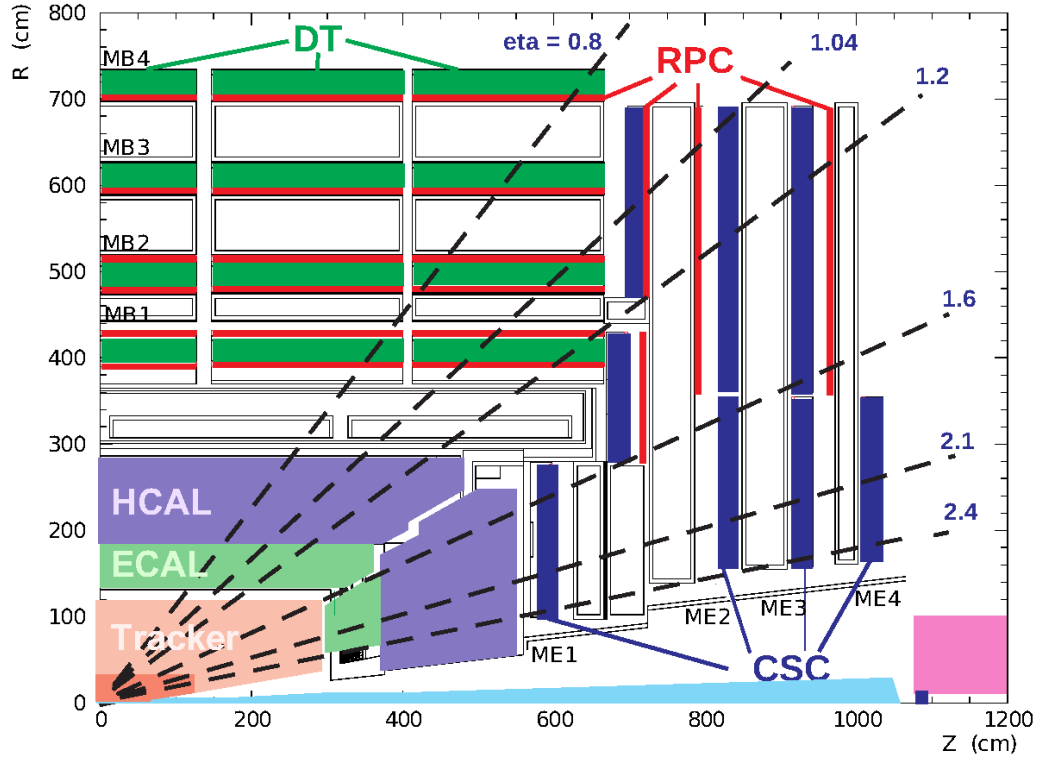 R (cm)
800
700
600
500
400
300
200
100
0
DT
eta = 0.8
1.04
RPC
1.2
MB4
MB3
MB2
MB1
1.6
2.1
2.4
HCAL
ECAL
Tracker
ME1
ME2
ME3
ME4
CSC
0
200
400
600
800
1000
1200
Z (cm)